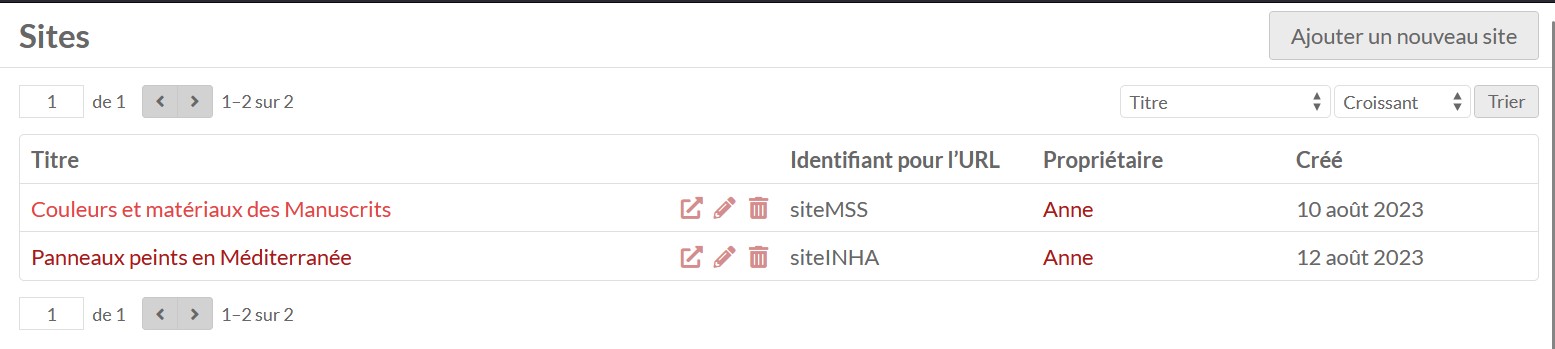 Sites
Ajouter un nouveau site
1 de 1 1–2 sur 2
Titre Croissant Trier
Titre Identifiant pour l’URL Propriétaire Créé
Couleurs et matériaux des Manuscrits siteMSS Anne 10 août 2023
Panneaux peints en Méditerranée siteINHA Anne 12 août 2023
1 de 1 1–2 sur 2